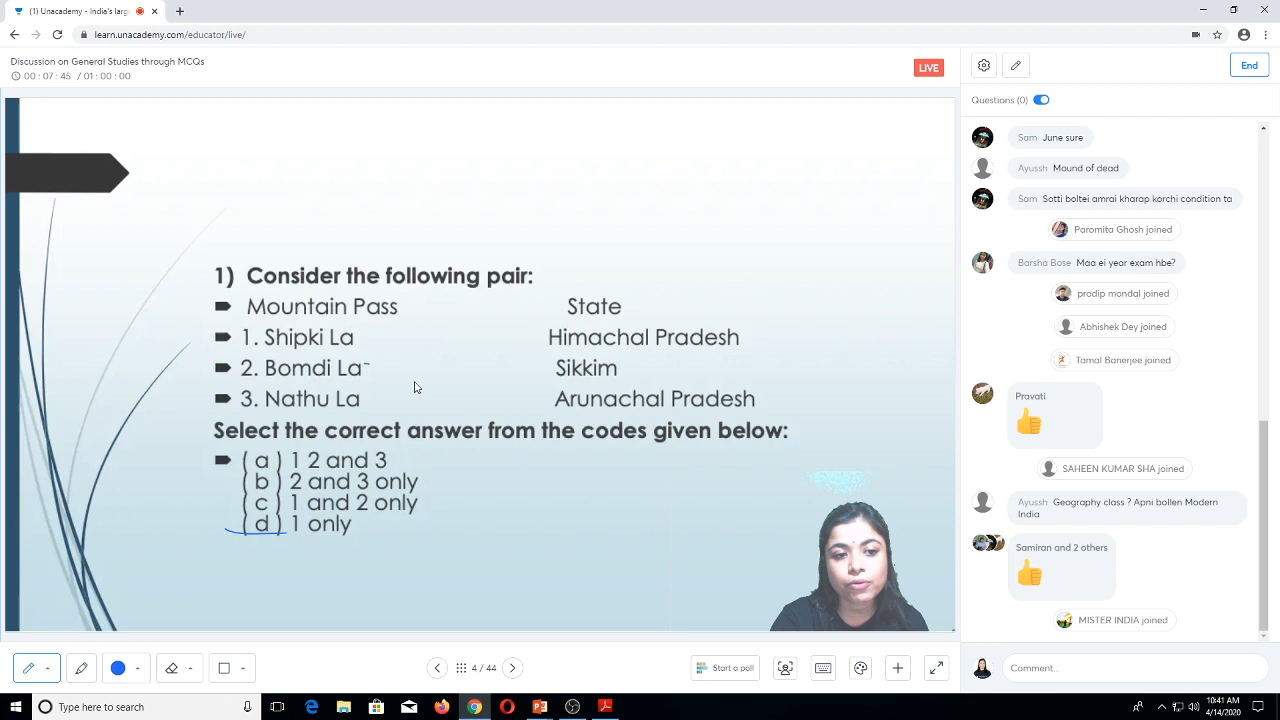 (1) Unacademy - India's larg
learn.unacademy.com/educator/live/
Discussion on General Studies through MCQs
00 : 07 : 45 / 01 : 00 : 00
LIVE
End
Questions (0)
1) Consider the following pair:
Mountain Pass State
1. Shipki La Himachal Pradesh
2. Bomdi La Sikkim
3. Nathu La Arunachal Pradesh
Select the correct answer from the codes given below:
( a ) 1 2 and 3
( b ) 2 and 3 only
( c ) 1 and 2 only
( d ) 1 only
Sam June sure
Ayussh Mound of dead
Sam Sotti boltei amrai kharap korchi condition ta
Paromita Ghosh joined
Barsha Bose Maa ei year exam hbe?
prodip mondal joined
Abhishek Dey joined
Tamal Banerjee joined
Pravati
SAHEEN KUMAR SHA joined
Ayussh Geography class ? Apni bollen Modern
India
Samiran and 2 others
MISTER INDIA joined
4 / 44
Start a poll
Comment...
Type here to search
10:41 AM
4/14/2020